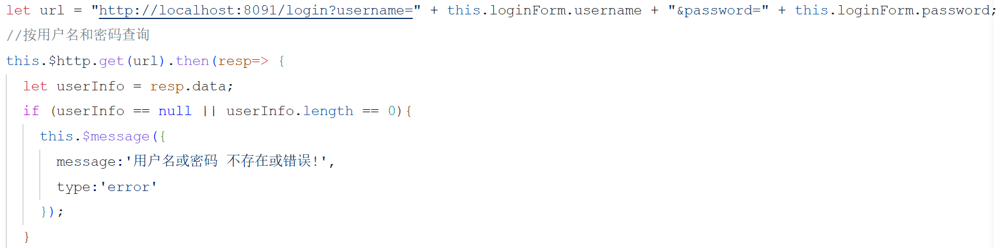 let url = "http://localhost:8091/login?username=" + this.loginForm.username + "&password=" + this.loginForm.password;
//按用户名和密码查询
this.$http.get(url).then(resp=> {
let userInfo = resp.data;
if (userInfo == null || userInfo.length == 0){
this.$message({
message:'用户名或密码 不存在或错误!',
type:'error'
});
}